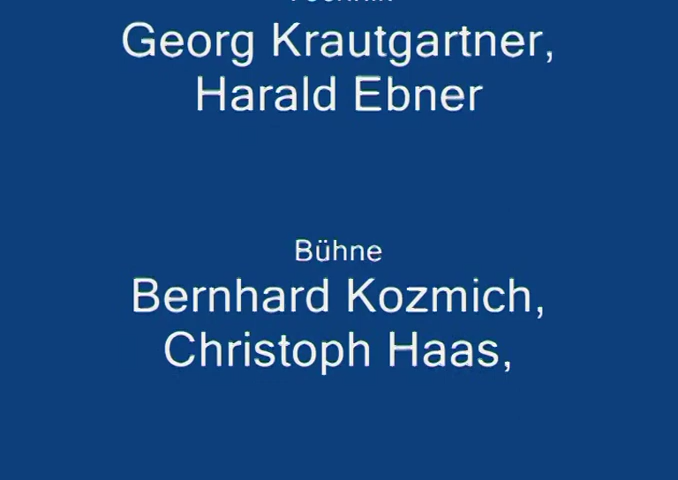 Georg Krautgartner,
Harald Ebner
Bühne
Bernhard Kozmich,
Christoph Haas,